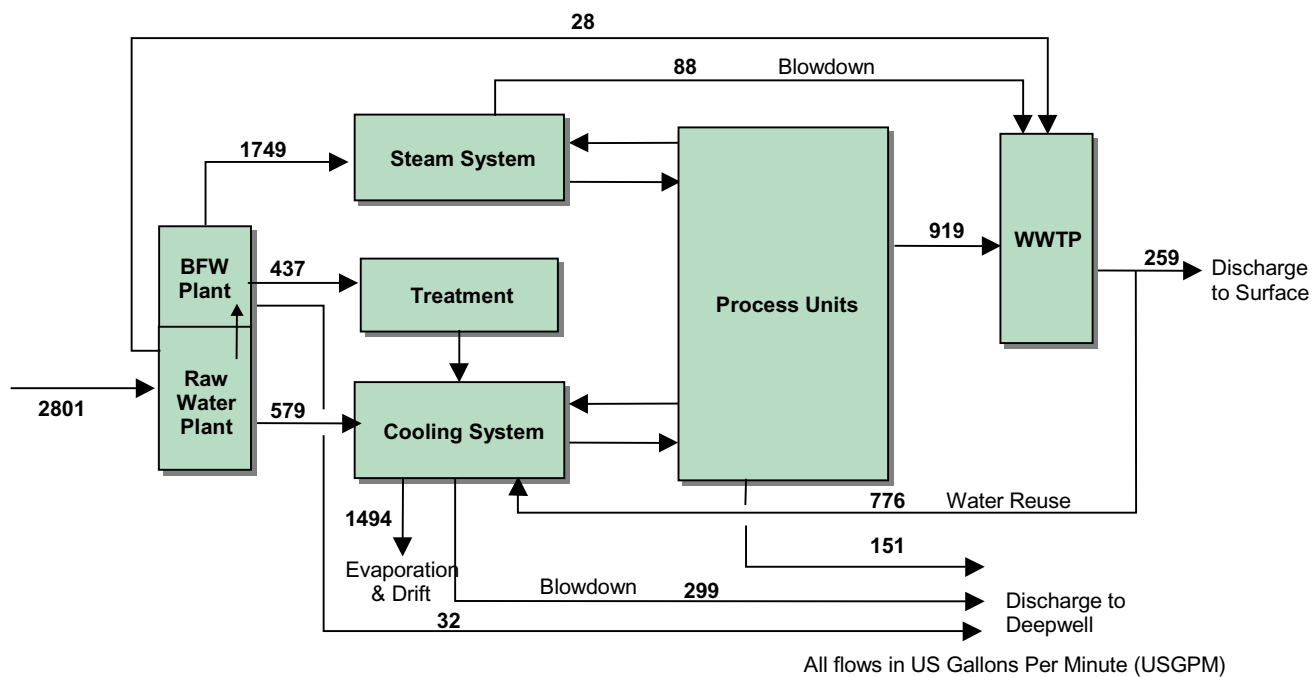 28
88 Blowdown
1749
Steam System
BFW
Plant
437
Treatment
Process Units
919
WWTP
259
Discharge
to Surface
2801
Raw
Water
Plant
579
Cooling System
776 Water Reuse
1494
Evaporation
& Drift
151
Blowdown 299
32
Discharge to
Deepwell
All flows in US Gallons Per Minute (USGPM)